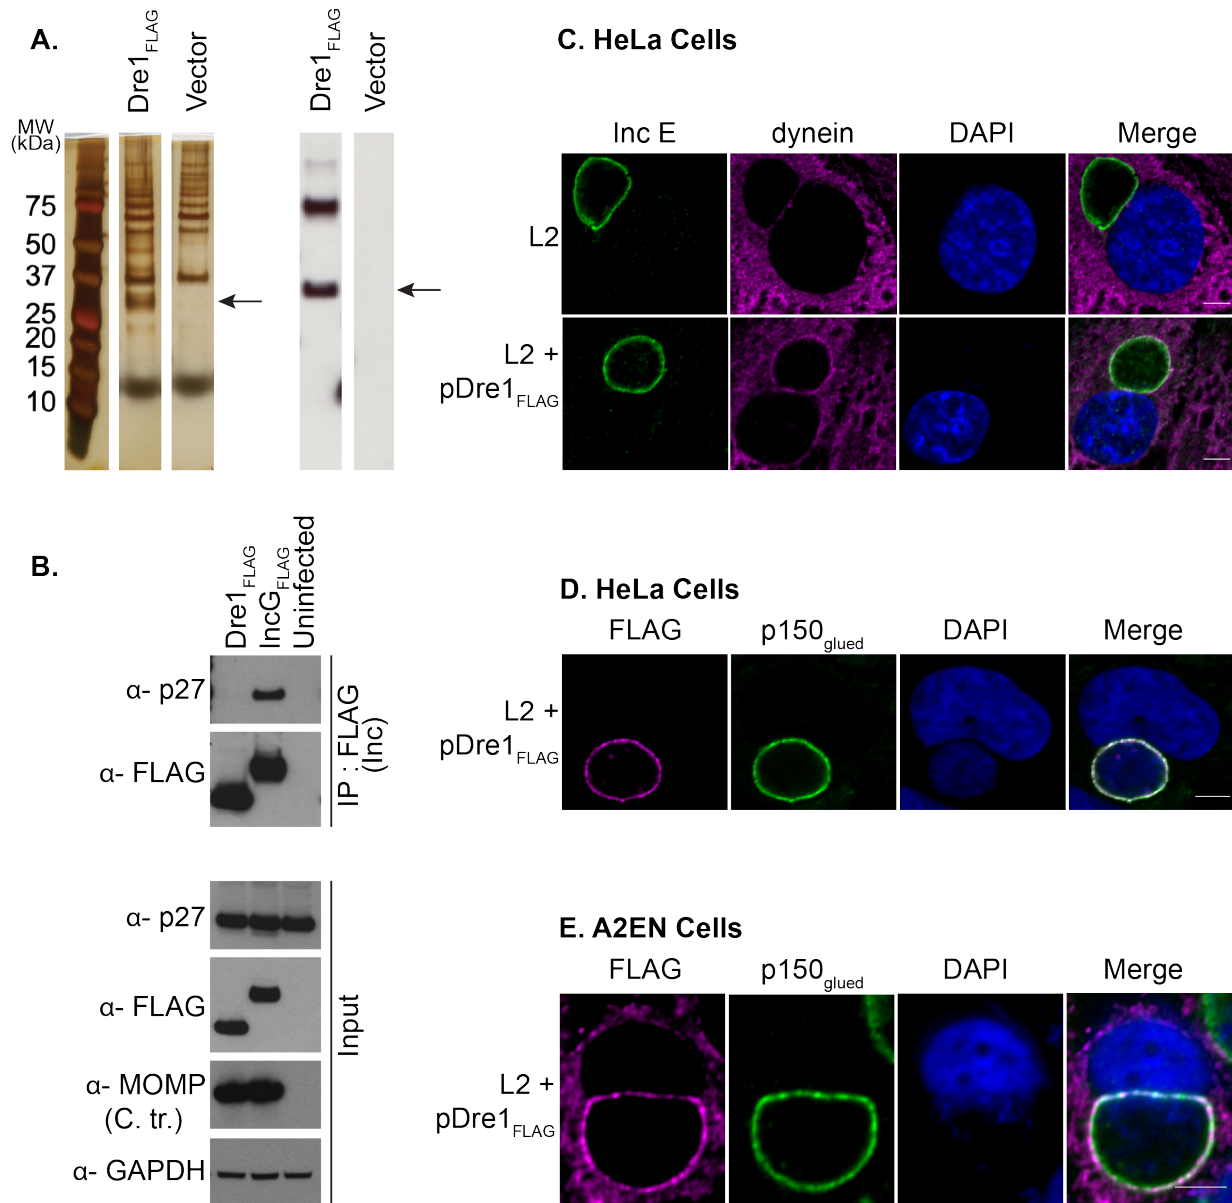 A.
Dre1FLAG
Vector
Dre1FLAG
Vector
MW
(kDa)
75
50
37
25
20
15
10
B.
Dre1FLAG
IncGFLAG
Uninfected
α- p27
α- FLAG
IP : FLAG
(Inc)
α- p27
α- FLAG
α- MOMP
(C. tr.)
α- GAPDH
Input
C. HeLa Cells
Inc E
dynein
DAPI
Merge
L2
L2 +
pDre1FLAG
D. HeLa Cells
FLAG
p150glued
DAPI
Merge
L2 +
pDre1FLAG
E. A2EN Cells
FLAG
p150glued
DAPI
Merge
L2 +
pDre1FLAG